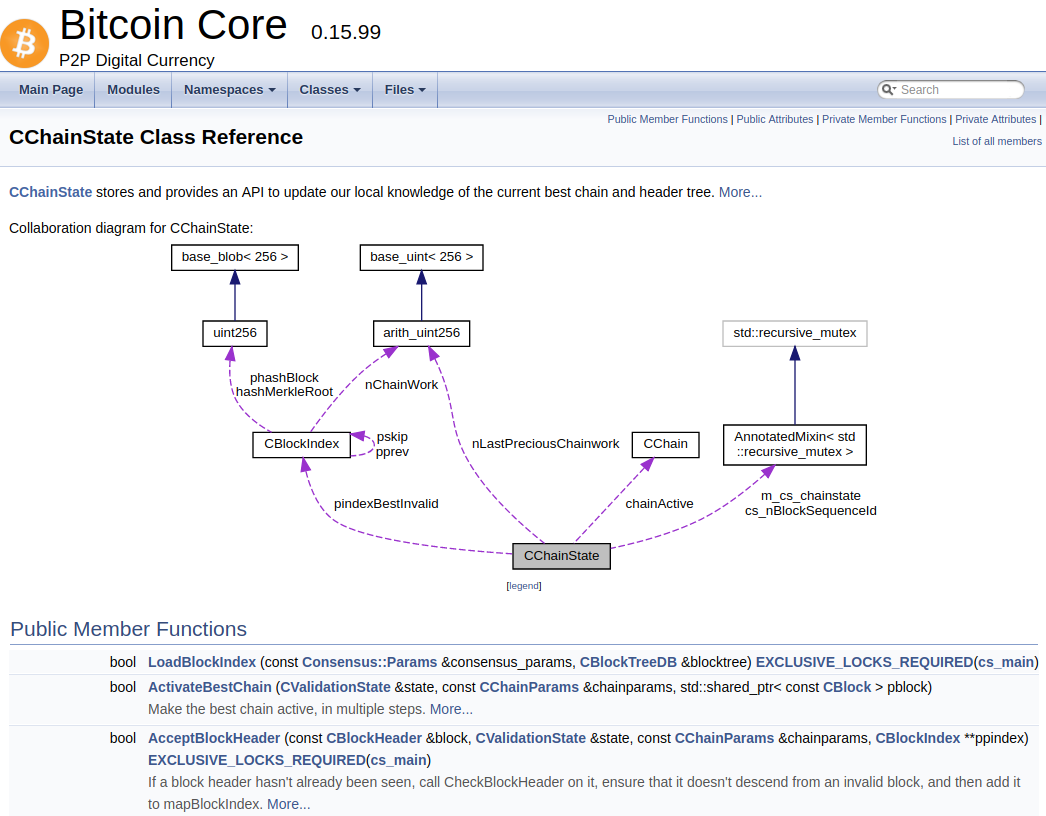 Bitcoin Core 0.15.99
P2P Digital Currency
Main Page Modules Namespaces Classes Files Search
Public Member Functions | Public Attributes | Private Member Functions | Private Attributes |
List of all members
CChainState Class Reference
CChainState stores and provides an API to update our local knowledge of the current best chain and header tree. More...
Collaboration diagram for CChainState:
base_blob< 256 > base_uint< 256 >
uint256 arith_uint256 std::recursive_mutex
phashBlock
hashMerkleRoot
nChainWork
CBlockIndex
pskip
pprev
nLastPreciousChainwork
CChain
AnnotatedMixin< std
::recursive_mutex >
pindexBestInvalid
chainActive
m_cs_chainstate
cs_nBlockSequenceId
CChainState
[legend]
Public Member Functions
bool LoadBlockIndex (const Consensus::Params &consensus_params, CBlockTreeDB &blocktree) EXCLUSIVE_LOCKS_REQUIRED(cs_main)
bool ActivateBestChain (CValidationState &state, const CChainParams &chainparams, std::shared_ptr< const CBlock > pblock)
Make the best chain active, in multiple steps. More...
bool AcceptBlockHeader (const CBlockHeader &block, CValidationState &state, const CChainParams &chainparams, CBlockIndex **ppindex)
EXCLUSIVE_LOCKS_REQUIRED(cs_main)
If a block header hasn't already been seen, call CheckBlockHeader on it, ensure that it doesn't descend from an invalid block, and then add it
to mapBlockIndex. More...